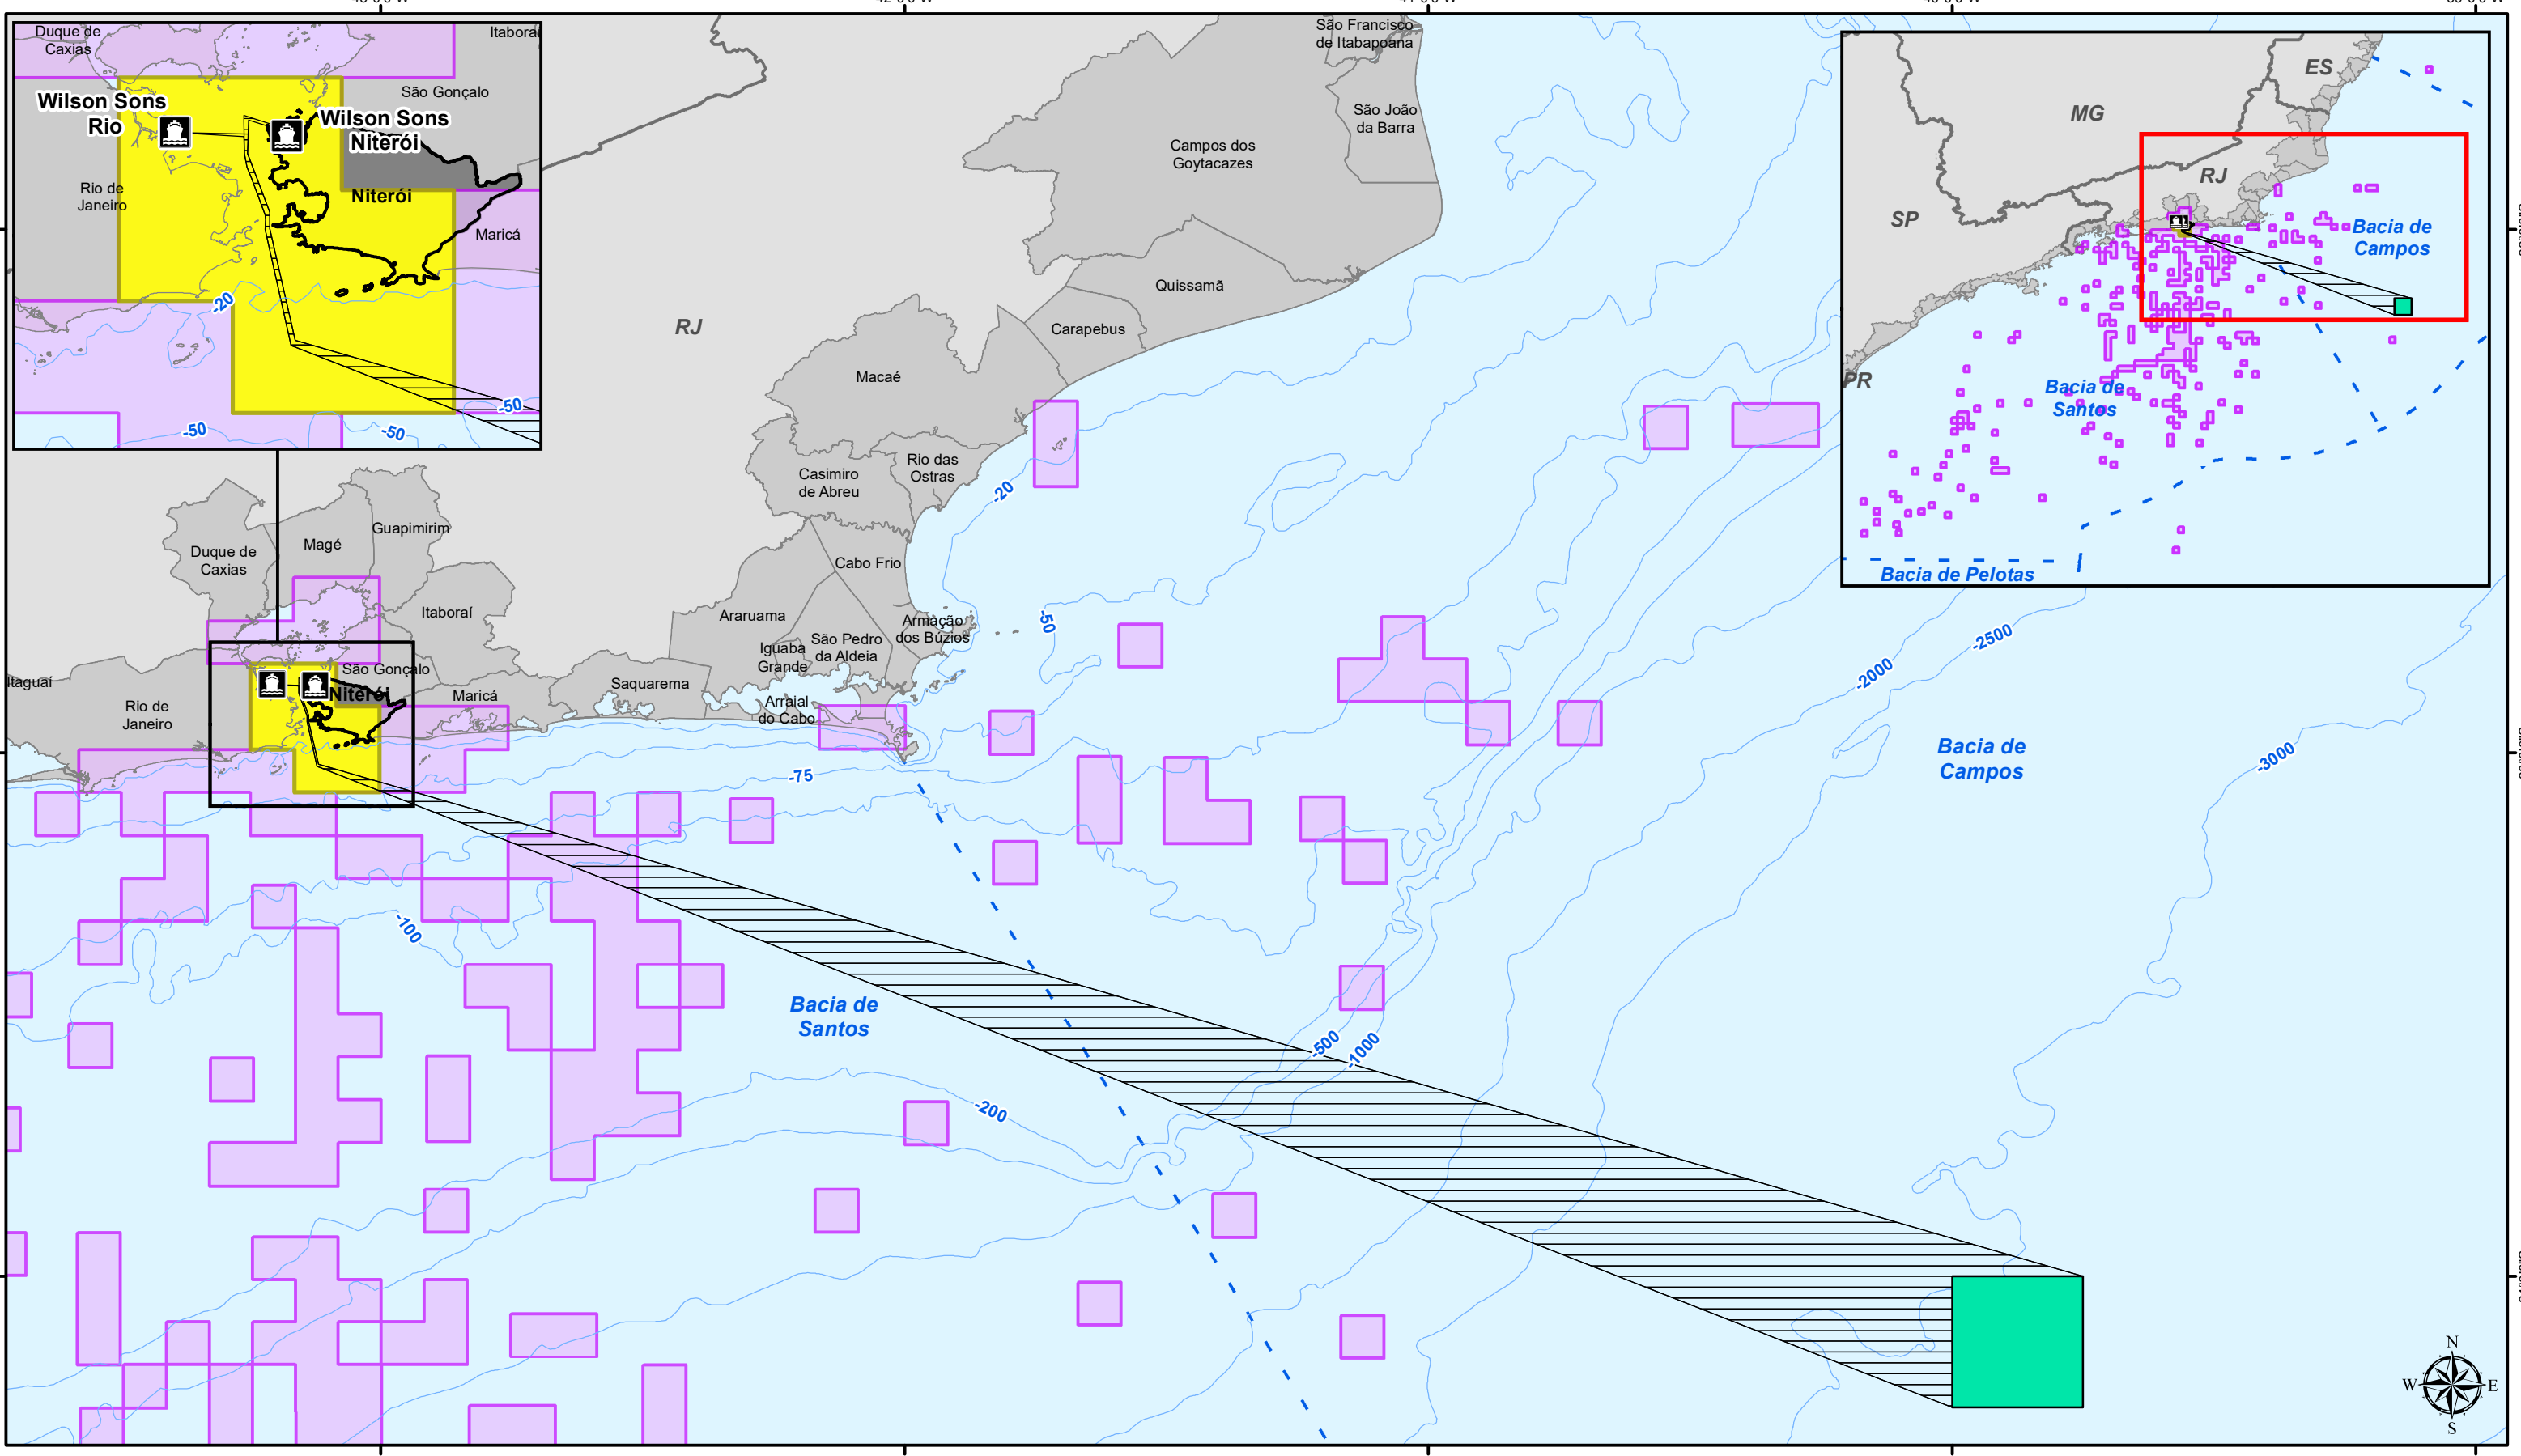 Duque de
Caxias
Wilson Sons
Rio
São Gonçalo
Wilson Sons
Niterói
Rio de
Janeiro
Niterói
Maricá
-20
-50
-50
-50
São Francisco
de Itabapoana
São João
da Barra
Campos dos
Goytacazes
Quissamã
Carapebus
RJ
Macaé
Rio das
Ostras
Casimiro
de Abreu
-20
Guapimirim
Magé
Duque de
Caxias
Cabo Frio
Itaboraí
Araruama
Armação
dos Búzios
-50
São Pedro
da Aldeia
Iguaba
Grande
São Gonçalo
Itaguaí
Niterói
Maricá
Saquarema
Rio de
Janeiro
Arraial
do Cabo
-75
-100
Bacia de
Santos
-200
-500
-1000
-2000
-2500
-3000
Bacia de
Campos
ES
MG
RJ
SP
Bacia de
Campos
PR
Bacia de
Santos
Bacia de Pelotas
N
W
E
S